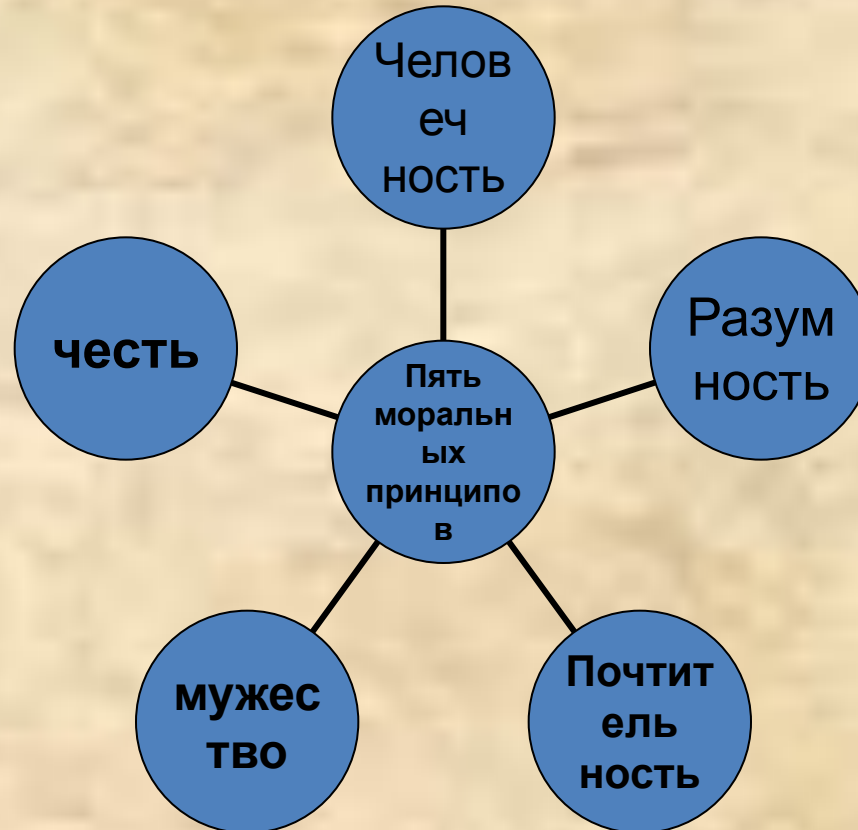 Челов
еч
ность
Разум
ность
честь
Пять
моральн
ых
принципо
в
мужес
тво
Почтит
ель
ность